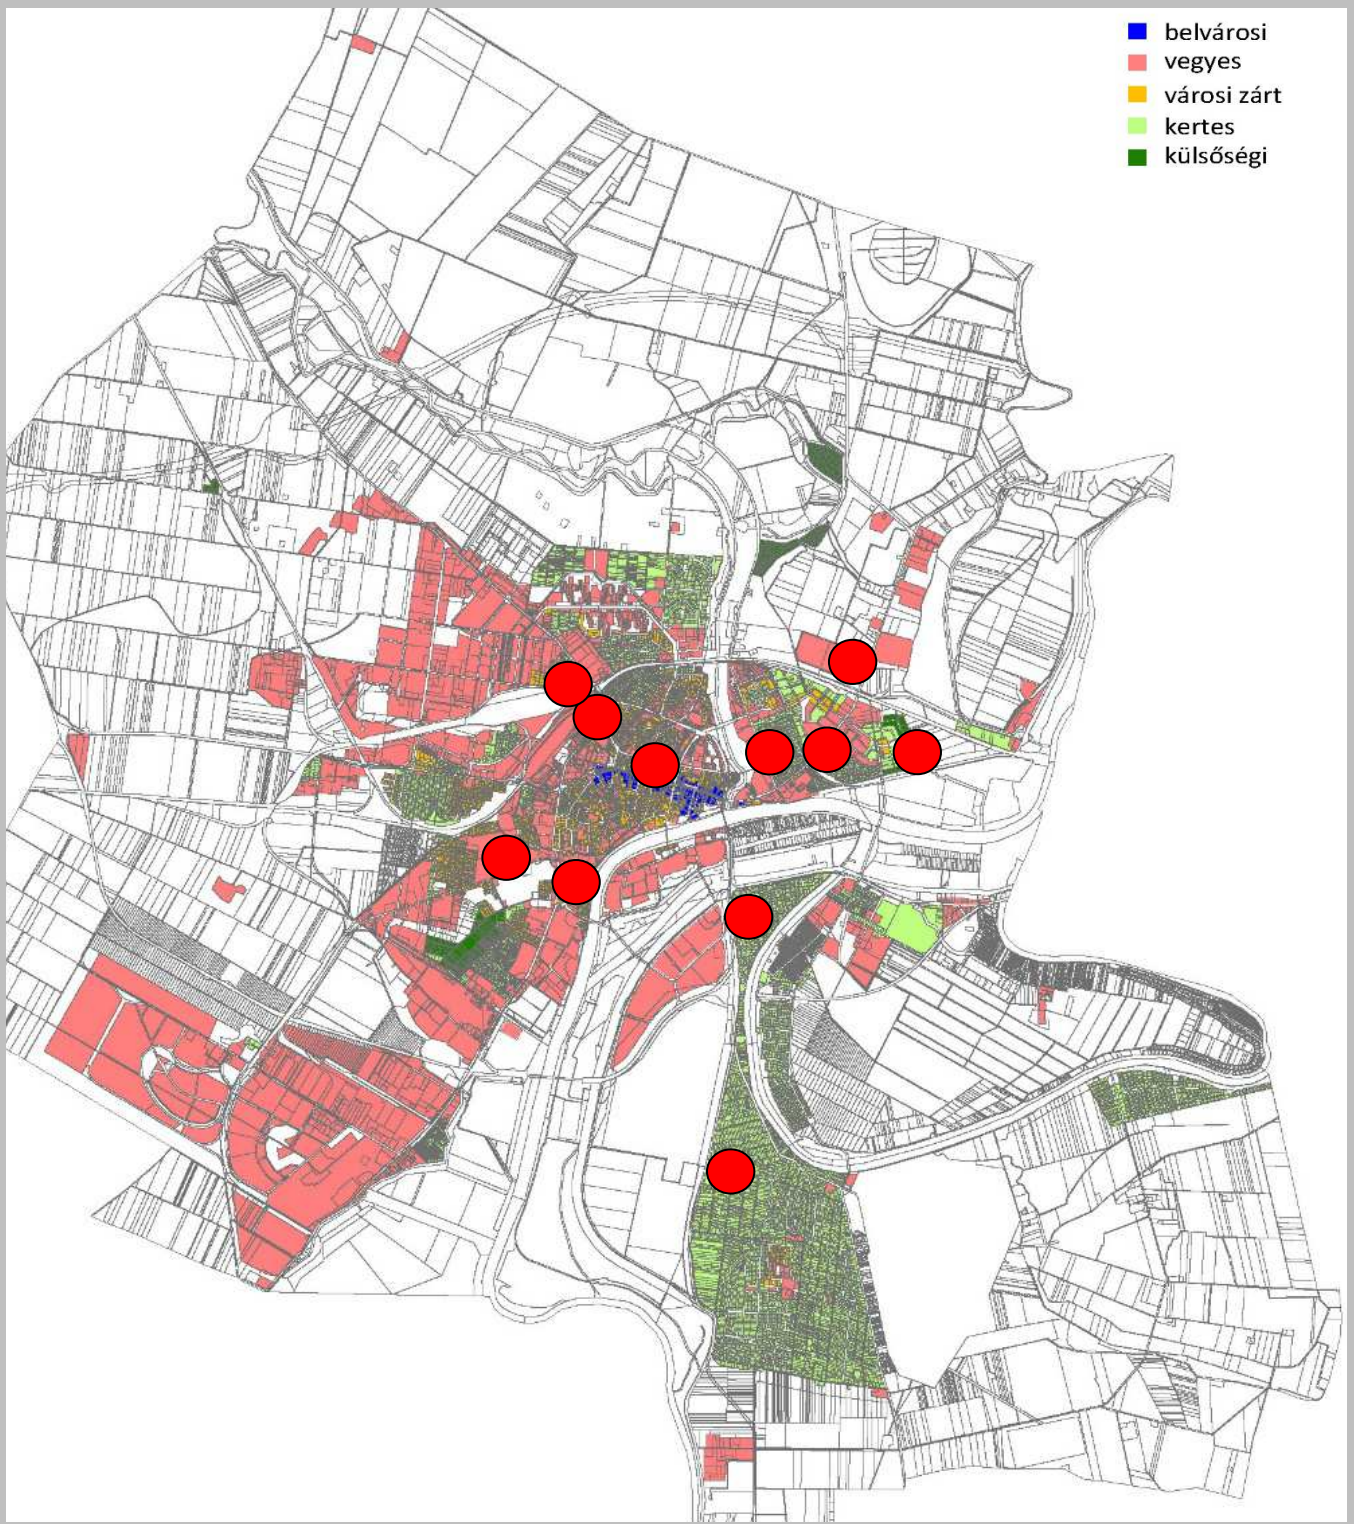 belvárosi
vegyes
városi zárt
kertes
külsőségi